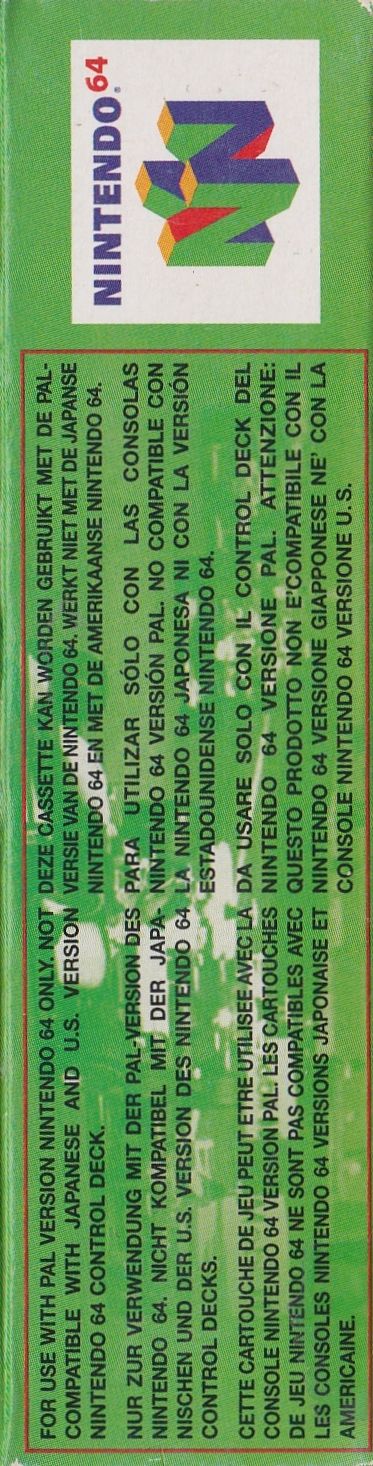 FOR USE WITH PAL VERSION NINTENDO 64 ONLY. NOT
COMPATIBLE WITH JAPANESE AND U.S. VERSION
NINTENDO 64 CONTROL DECK.
NUR ZUR VERWENDUNG MIT DER PAL-VERSION DES
NINTENDO 64. NICHT KOMPATIBEL MIT DER JAPA-
NISCHEN UND DER U.S. VERSION DES NINTENDO 64
CONTROL DECKS.
CETTE CARTOUCHE DE JEU PEUT ETRE UTILISEE AVEC LA
CONSOLE NINTENDO 64 VERSION PAL. LES CARTOUCHES
DE JEU NINTENDO 64 NE SONT PAS COMPATIBLES AVEC
LES CONSOLES NINTENDO 64 VERSIONS JAPONAISE ET
AMERICAINE.
DEZE CASSETTE KAN WORDEN GEBRUIKT MET DE PAL-
VERSIE VAN DE NINTENDO 64. WERKT NIET MET DE JAPANSE
NINTENDO 64 EN MET DE AMERIKAANSE NINTENDO 64.
PARA UTILIZAR SÓLO CON LAS CONSOLAS
NINTENDO 64 VERSIÓN PAL. NO COMPATIBLE CON
LA NINTENDO 64 JAPONESA NI CON LA VERSIÓN
ESTADOUNIDENSE NINTENDO 64.
DA USARE SOLO CON IL CONTROL DECK DEL
NINTENDO 64 VERSIONE PAL. ATTENZIONE:
QUESTO PRODOTTO NON E'COMPATIBILE CON IL
NINTENDO 64 VERSIONE GIAPPONESE NE' CON LA
CONSOLE NINTENDO 64 VERSIONE U.S.
NINTENDO®64